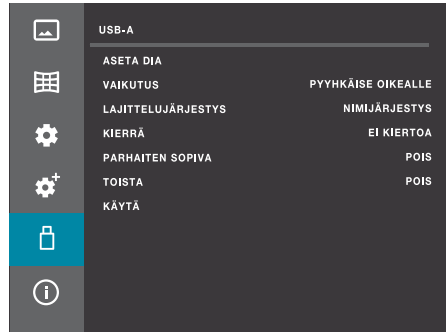 USB-A
ASETA DIA
VAIKUTUS PYYHKÄISE OIKEALLE
LAJITTELUJÄRJESTYS NIMIJÄRJESTYS
KIERRÄ EI KIERTOA
PARHAITEN SOPIVA POIS
TOISTA POIS
KÄYTÄ